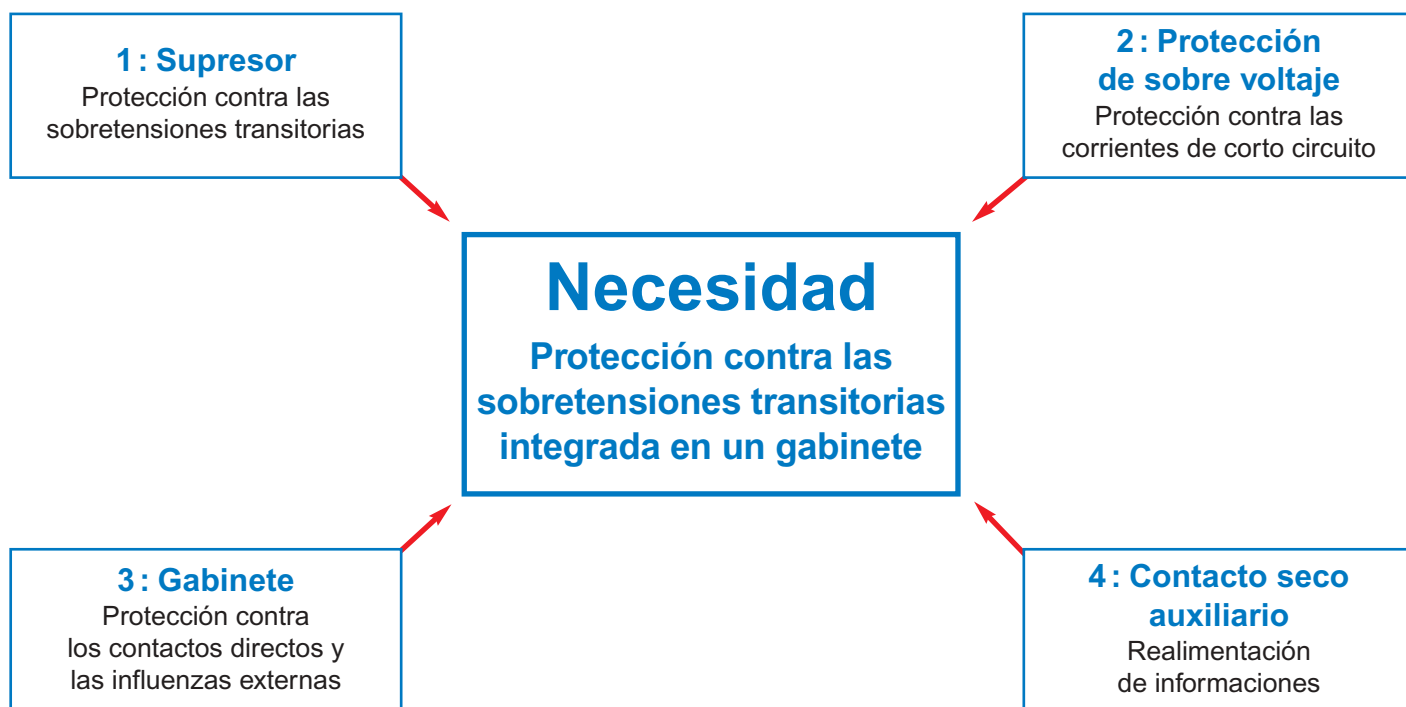 1: Supresor
Protección contra las
sobretensiones transitorias
2: Protección
de sobre voltaje
Protección contra las
corrientes de corto circuito
Necesidad
Protección contra las
sobretensiones transitorias
integrada en un gabinete
3: Gabinete
Protección contra
los contactos directos y
las influenzas externas
4: Contacto seco
auxiliario
Realimentación
de informaciones